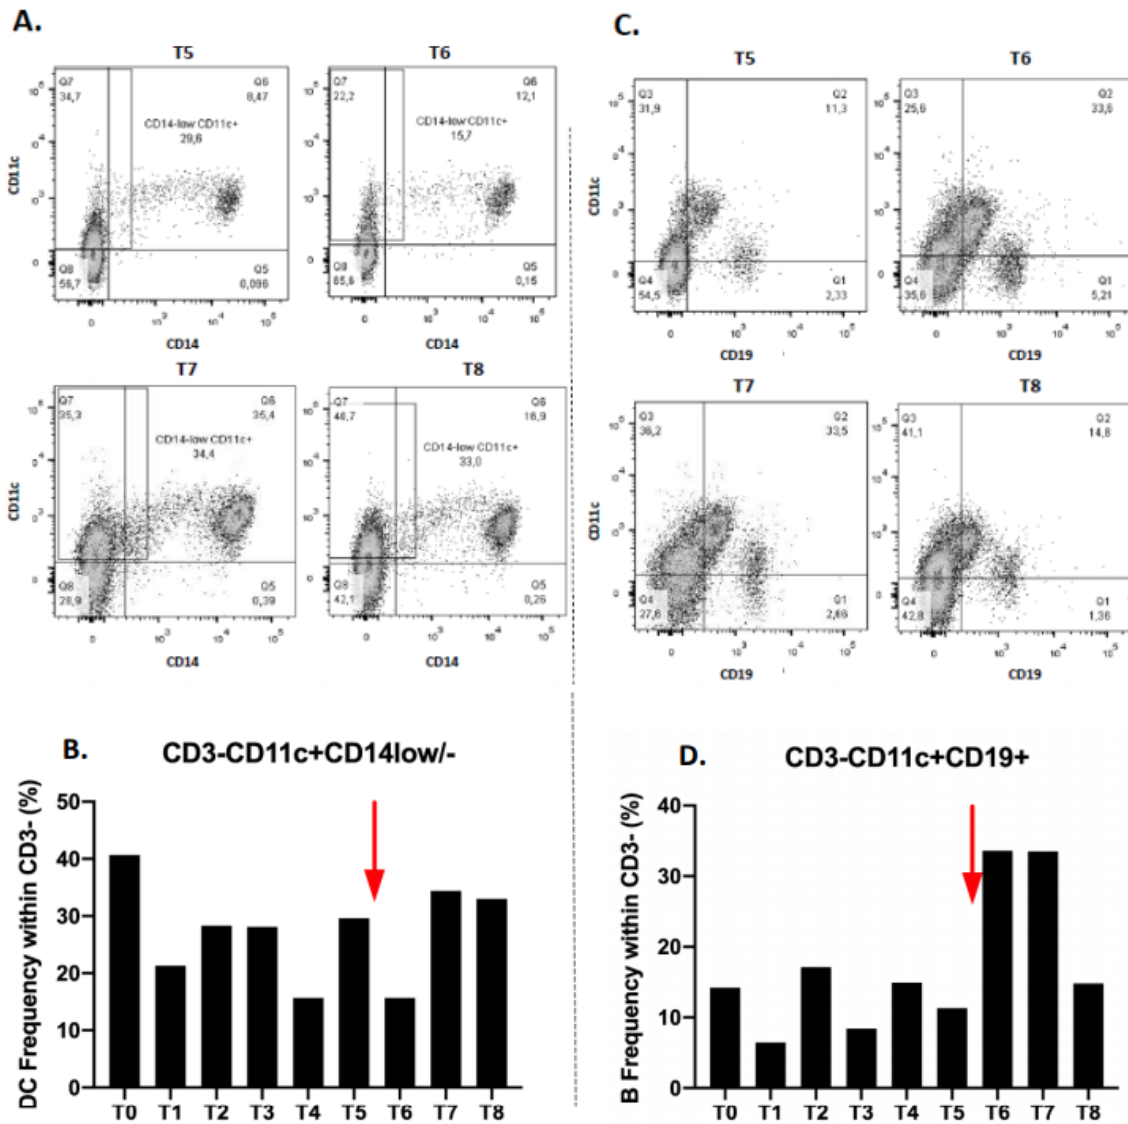 A.
T5
Q7
34,7
Q6
8,47
CD14-low CD11c+
29,6
Q8
56,7
Q5
0,096
CD11c
CD14
T6
Q7
22,2
Q6
12,1
CD14-low CD11c+
15,7
Q8
65,6
Q5
0,15
CD14
T7
Q7
25,3
Q6
35,4
CD14-low CD11c+
34,4
Q8
28,9
Q5
0,39
CD11c
CD14
T8
Q7
46,7
Q6
16,9
CD14-low CD11c+
33,0
Q8
42,1
Q5
0,26
CD14
C.
T5
Q3
31,9
Q2
11,3
Q4
54,5
Q1
2,33
CD11c
CD19
T6
Q3
25,6
Q2
33,6
Q4
35,6
Q1
5,21
CD19
T7
Q3
36,2
Q2
33,5
Q4
27,6
Q1
2,66
CD11c
CD19
T8
Q3
41,1
Q2
14,8
Q4
42,8
Q1
1,36
CD19
B.
CD3-CD11c+CD14low/-
DC Frequency within CD3- (%)
50
40
30
20
10
0
T0 T1 T2 T3 T4 T5 T6 T7 T8
D.
CD3-CD11c+CD19+
B Frequency within CD3- (%)
40
30
20
10
0
T0 T1 T2 T3 T4 T5 T6 T7 T8